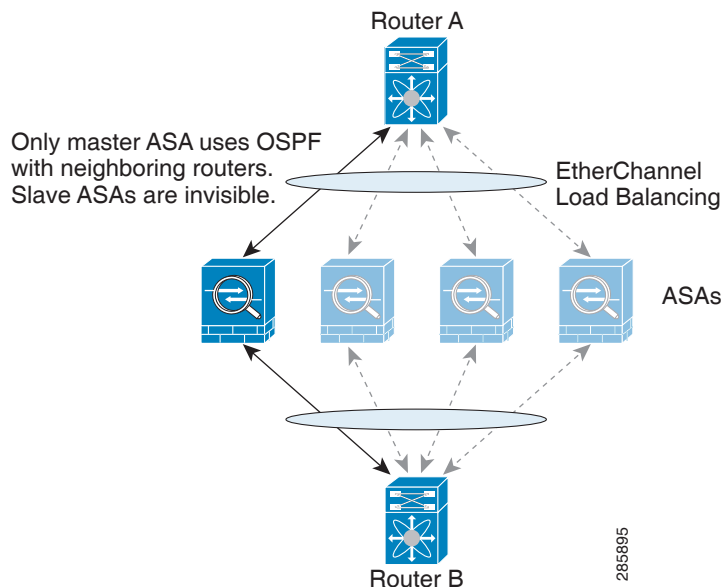 Router A
Only master ASA uses OSPF
with neighboring routers.
Slave ASAs are invisible.
EtherChannel
Load Balancing
ASAs
Router B
285895